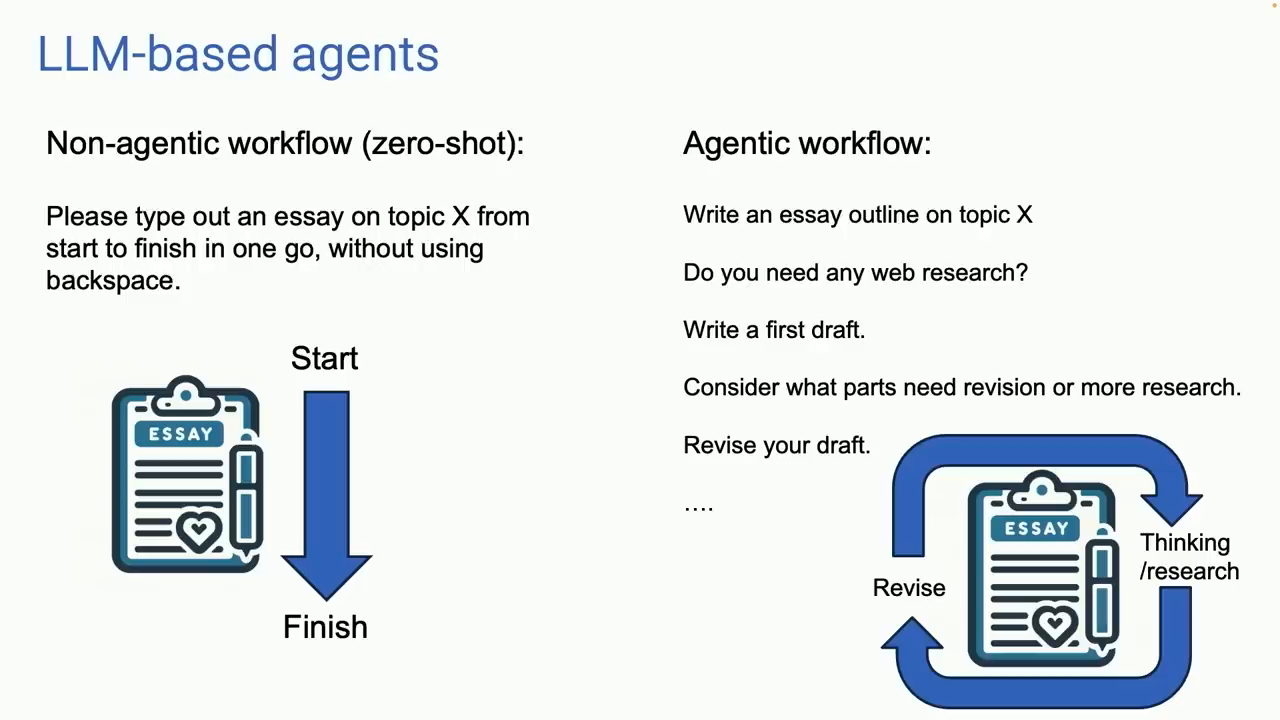 LLM-based agents
Non-agentic workflow (zero-shot):
Please type out an essay on topic X from
start to finish in one go, without using
backspace.
Start
ESSAY
Finish
Agentic workflow:
Write an essay outline on topic X
Do you need any web research?
Write a first draft.
Consider what parts need revision or more research.
Revise your draft.
....
ESSAY
Thinking
/research
Revise